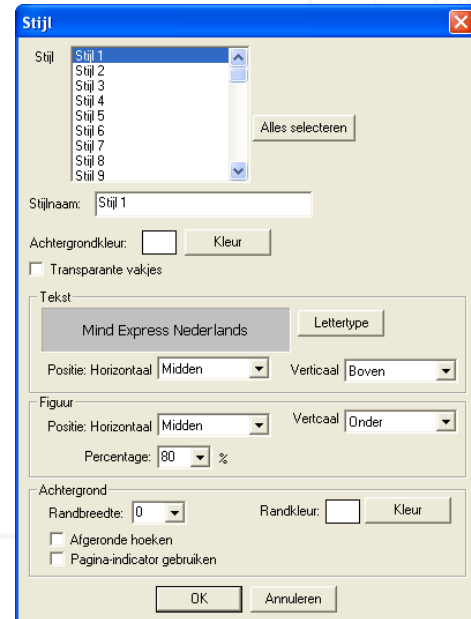 Stijl
Stijl Stijl 1
Stijl 2
Stijl 3
Stijl 4
Stijl 5
Stijl 6
Stijl 7
Stijl 8
Stijl 9
Alles selecteren
Stijlnaam: Stijl 1
Achtergrondkleur: Kleur
Transparante vakjes
Tekst
Mind Express Nederlands Lettertype
Positie: Horizontaal Midden Verticaal Boven
Figuur
Positie: Horizontaal Midden Vertcaal Onder
Percentage: 80 %
Achtergrond
Randbreedte: 0 Randkleur: Kleur
Afgeronde hoeken
Pagina-indicator gebruiken
OK Annuleren